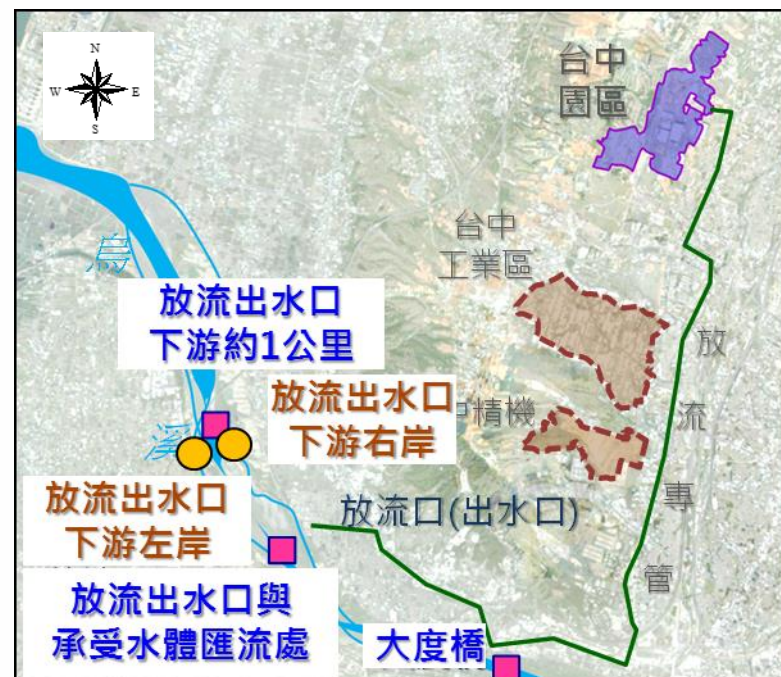 N
W E
S
台中
園區
台中
工業區
烏
放流出水口
下游約1公里
放
放流出水口
下游右岸
中精機
流
溪
放流出水口
下游左岸
放流口(出水口)
專
管
放流出水口與
承受水體匯流處
大度橋